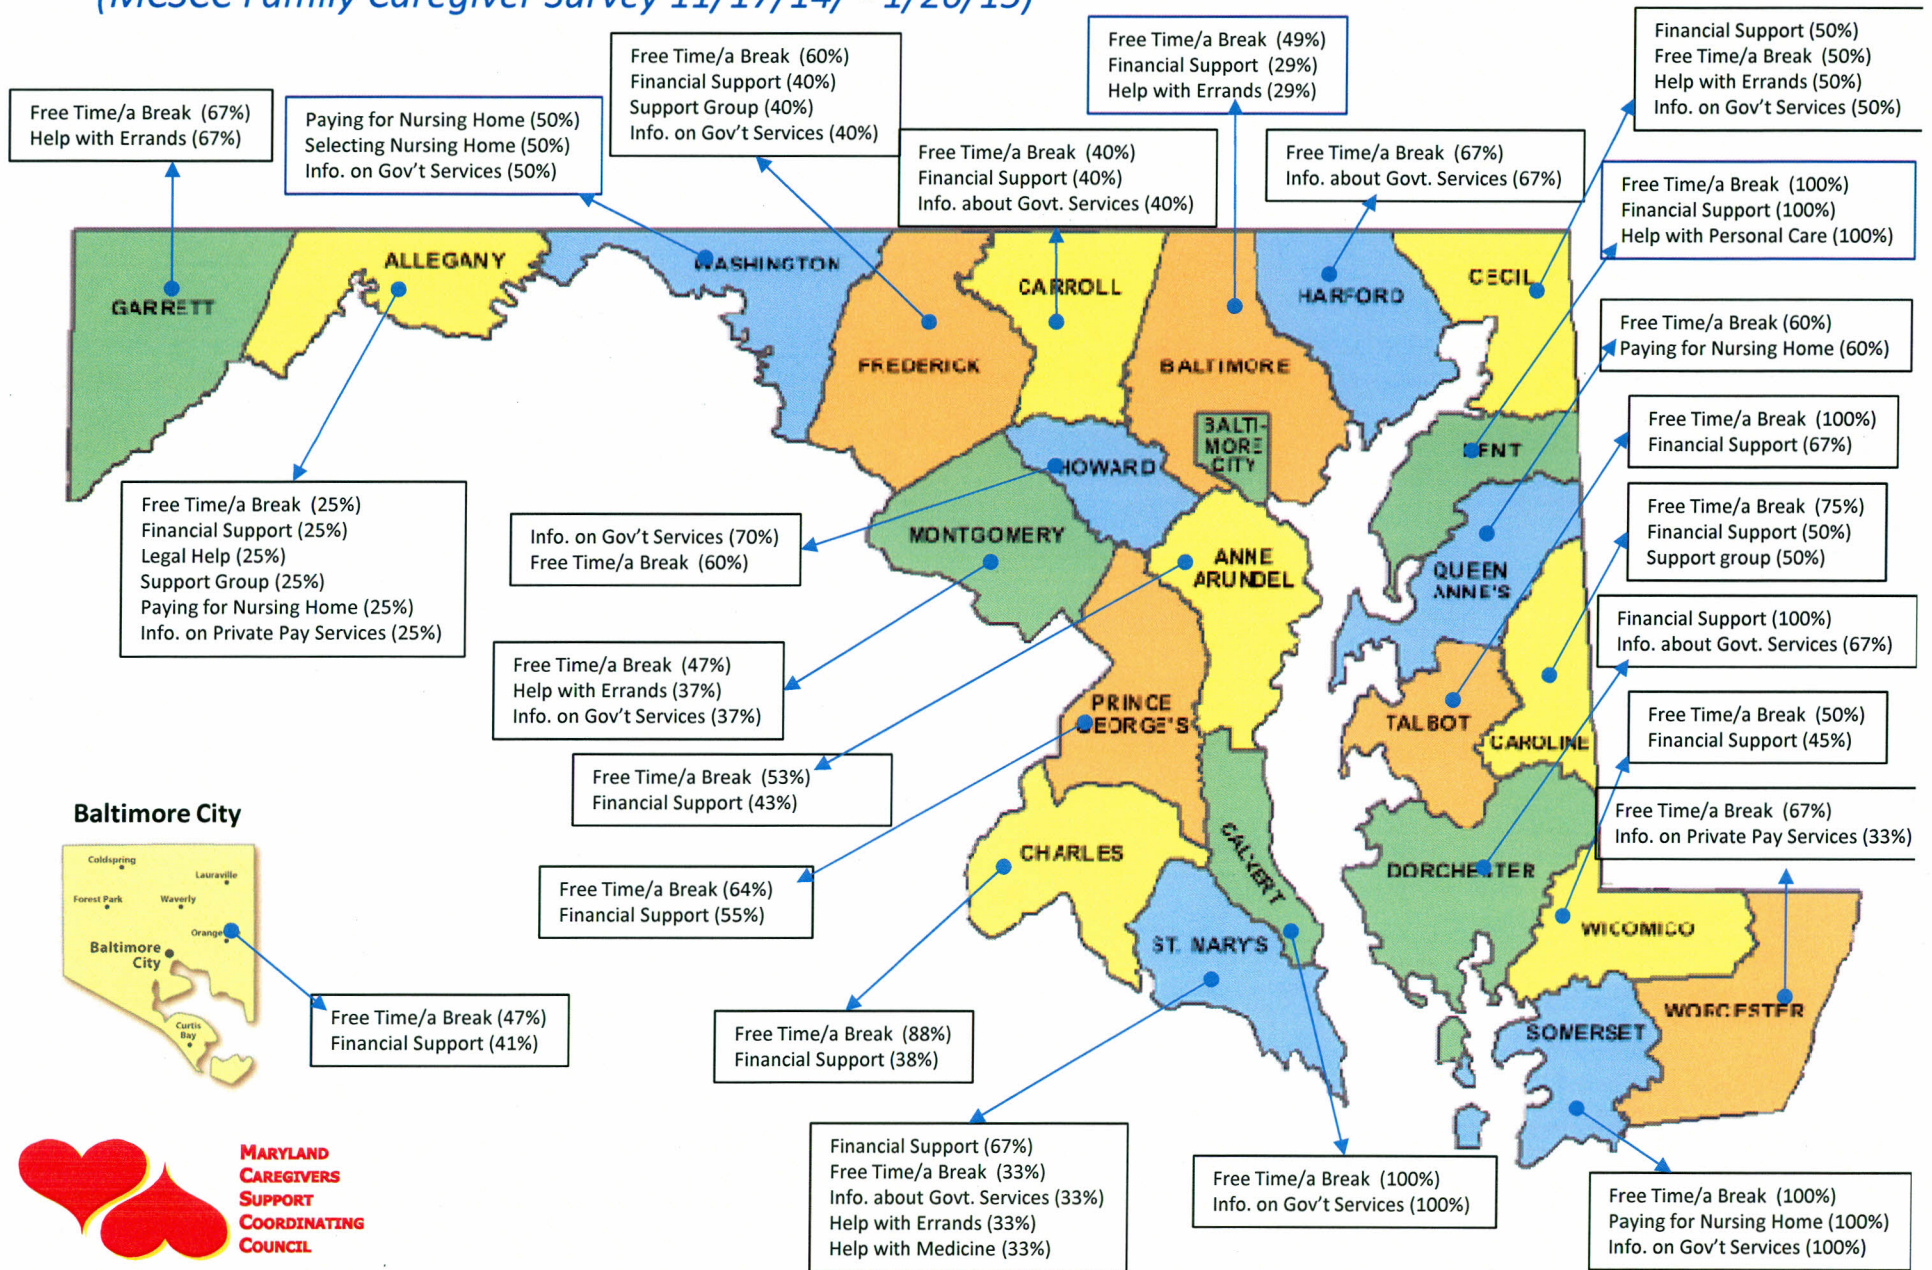 (MCSCC Family Caregiver Survey 11/17/14/ - 1/26/15)
Free Time/a Break (67%)
Help with Errands (67%)
Paying for Nursing Home (50%)
Selecting Nursing Home (50%)
Info. on Gov't Services (50%)
Free Time/a Break (60%)
Financial Support (40%)
Support Group (40%)
Info. on Gov't Services (40%)
Free Time/a Break (40%)
Financial Support (40%)
Info. about Govt. Services (40%)
Free Time/a Break (49%)
Financial Support (29%)
Help with Errands (29%)
Free Time/a Break (67%)
Info. about Govt. Services (67%)
Financial Support (50%)
Free Time/a Break (50%)
Help with Errands (50%)
Info. on Gov't Services (50%)
Free Time/a Break (100%)
Financial Support (100%)
Help with Personal Care (100%)
Free Time/a Break (60%)
Paying for Nursing Home (60%)
Free Time/a Break (100%)
Financial Support (67%)
Free Time/a Break (75%)
Financial Support (50%)
Support group (50%)
Financial Support (100%)
Info. about Govt. Services (67%)
Free Time/a Break (50%)
Financial Support (45%)
Free Time/a Break (67%)
Info. on Private Pay Services (33%)
GARRETT
ALLEGANY
WASHINGTON
FREDERICK
CARROLL
BALTIMORE
BALTI-
MORE
CITY
HARFORD
CECIL
KENT
HOWARD
MONTGOMERY
ANNE
ARUNDEL
QUEEN
ANNE'S
PRINCE
GEORGE'S
TALBOT
CAROLINE
CHARLES
CALVERT
DORCHESTER
ST. MARY'S
WICOMICO
WORCESTER
SOMERSET
Free Time/a Break (25%)
Financial Support (25%)
Legal Help (25%)
Support Group (25%)
Paying for Nursing Home (25%)
Info. on Private Pay Services (25%)
Info. on Gov't Services (70%)
Free Time/a Break (60%)
Free Time/a Break (47%)
Help with Errands (37%)
Info. on Gov't Services (37%)
Free Time/a Break (53%)
Financial Support (43%)
Free Time/a Break (64%)
Financial Support (55%)
Baltimore City
Coldspring
Lauraville
Forest Park
Waverly
Orange
Baltimore
City
Curtis
Bay
Free Time/a Break (47%)
Financial Support (41%)
Free Time/a Break (88%)
Financial Support (38%)
Financial Support (67%)
Free Time/a Break (33%)
Info. about Govt. Services (33%)
Help with Errands (33%)
Help with Medicine (33%)
Free Time/a Break (100%)
Info. on Gov't Services (100%)
Free Time/a Break (100%)
Paying for Nursing Home (100%)
Info. on Gov't Services (100%)
MARYLAND
CAREGIVERS
SUPPORT
COORDINATING
COUNCIL